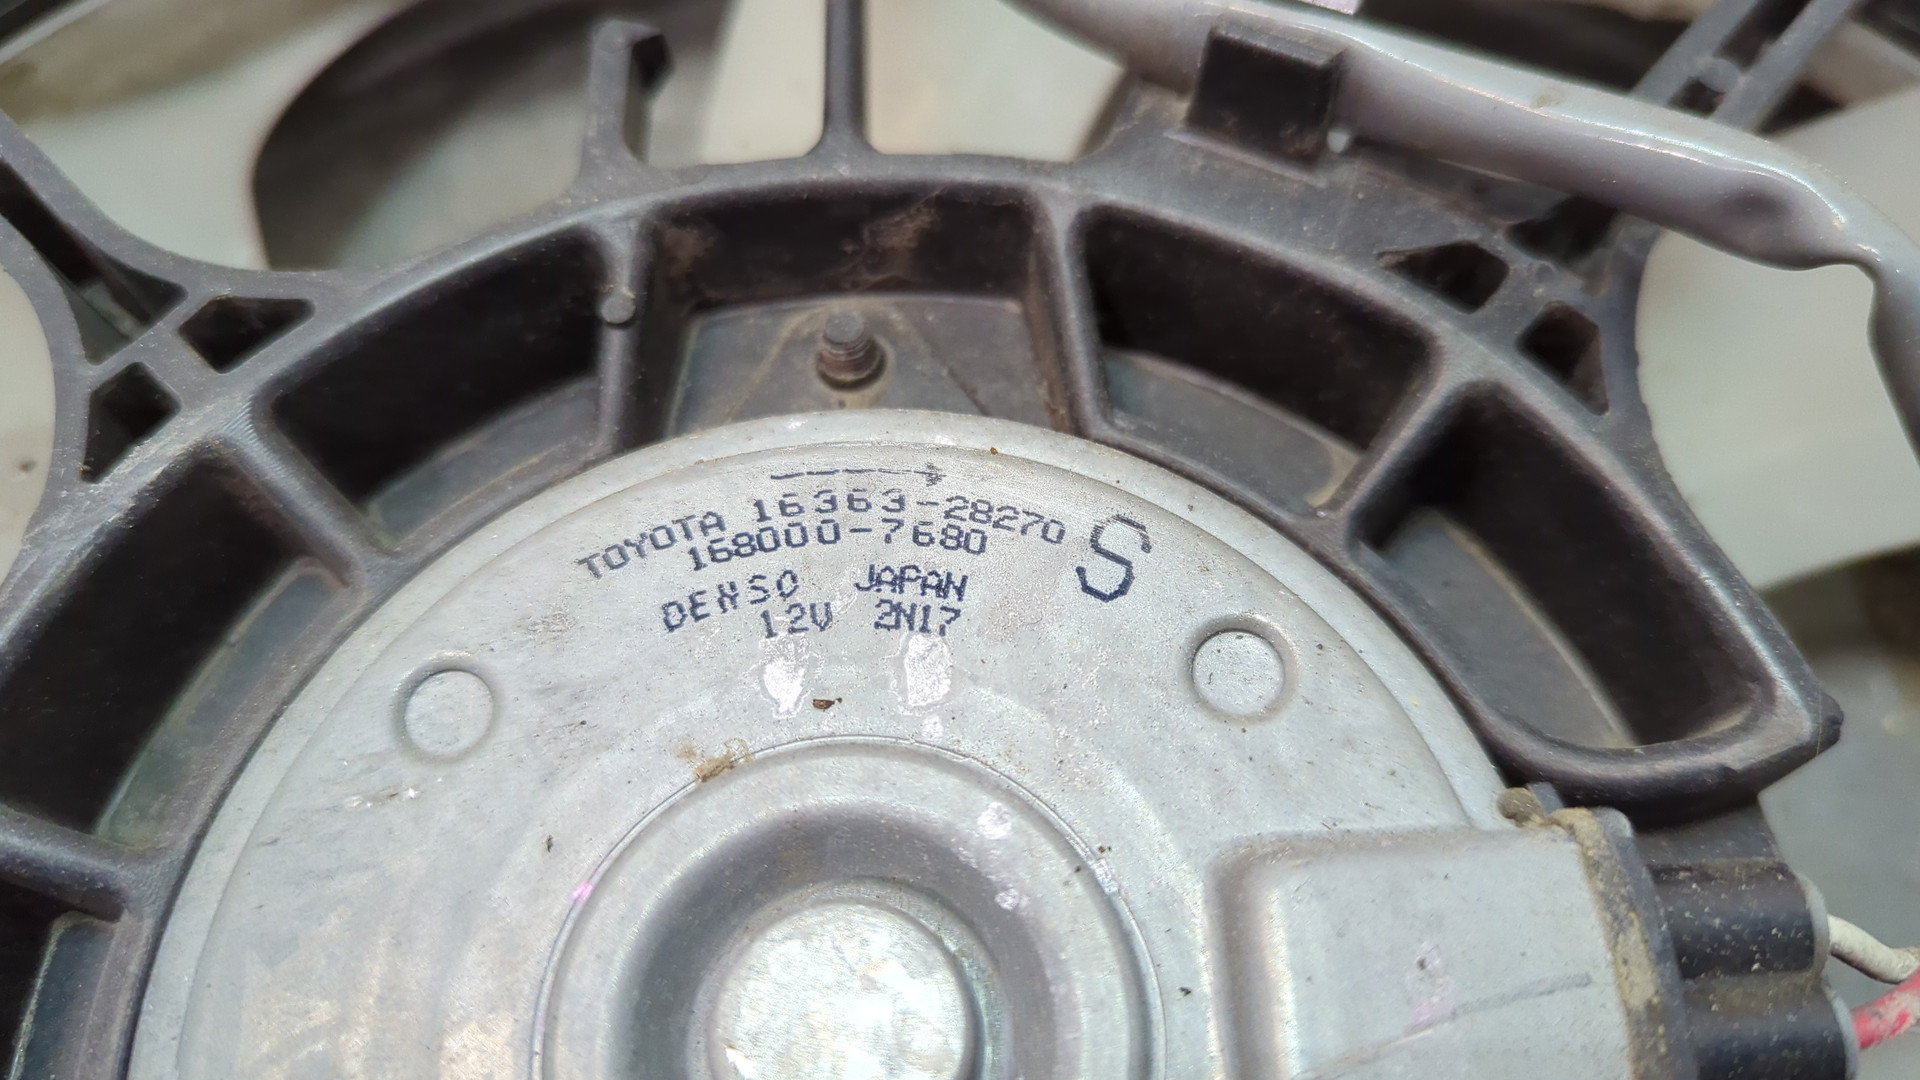 TOYOTA 16363-28270 S
168000-7680
DENSO JAPAN
12V 2N17